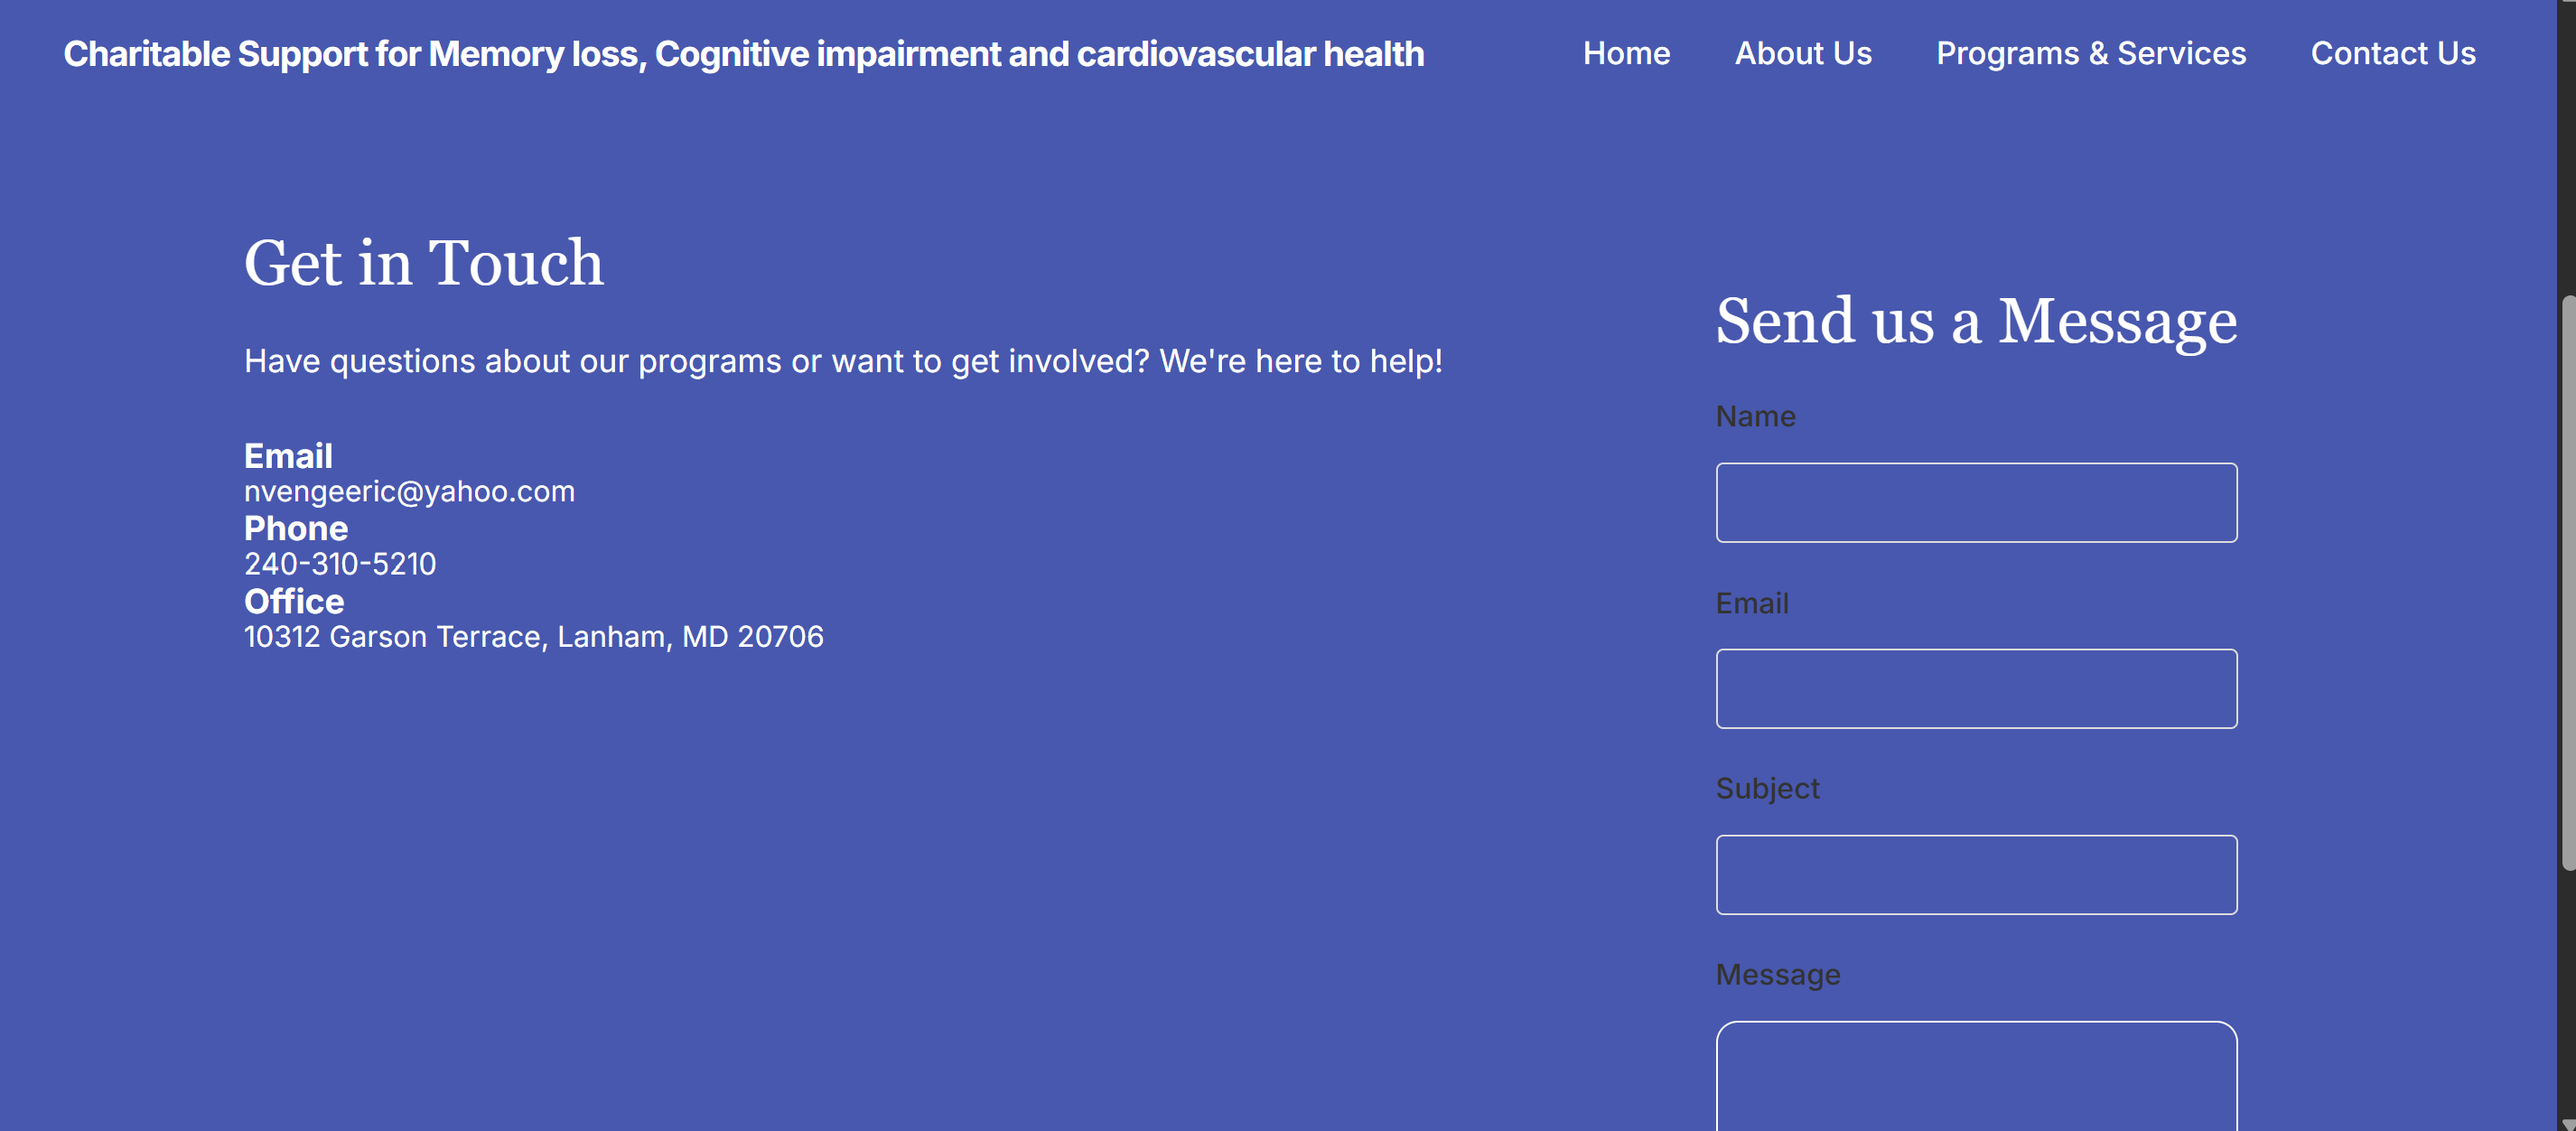 Charitable Support for Memory loss, Cognitive impairment and cardiovascular health
Home
About Us
Programs & Services
Contact Us
Get in Touch
Have questions about our programs or want to get involved? We're here to help!
Email
nvengeeric@yahoo.com
Phone
240-310-5210
Office
10312 Garson Terrace, Lanham, MD 20706
Send us a Message
Name
Email
Subject
Message